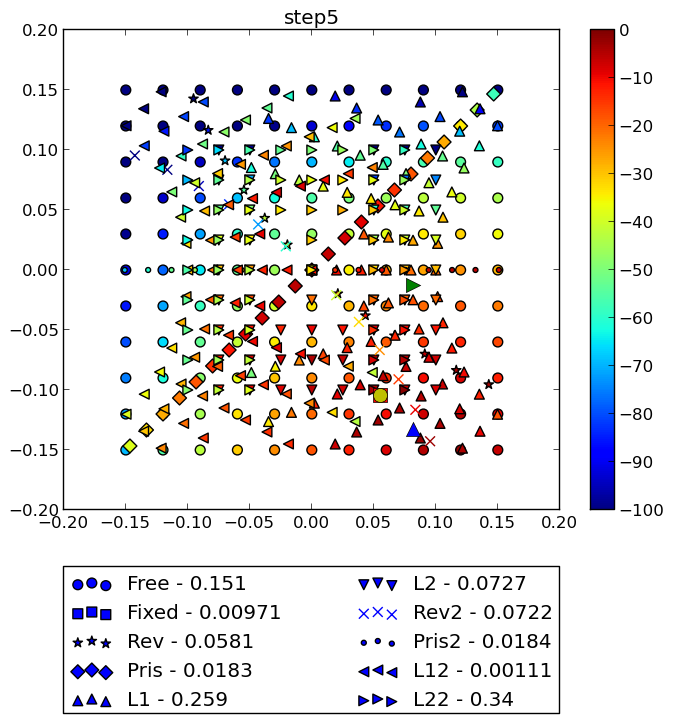 step5
0.20
0.15
0.10
0.05
0.00
−0.05
−0.10
−0.15
−0.20
−0.20 −0.15 −0.10 −0.05 0.00 0.05 0.10 0.15 0.20
0
−10
−20
−30
−40
−50
−60
−70
−80
−90
−100
Free - 0.151
Fixed - 0.00971
Rev - 0.0581
Pris - 0.0183
L1 - 0.259
L2 - 0.0727
Rev2 - 0.0722
Pris2 - 0.0184
L12 - 0.00111
L22 - 0.34